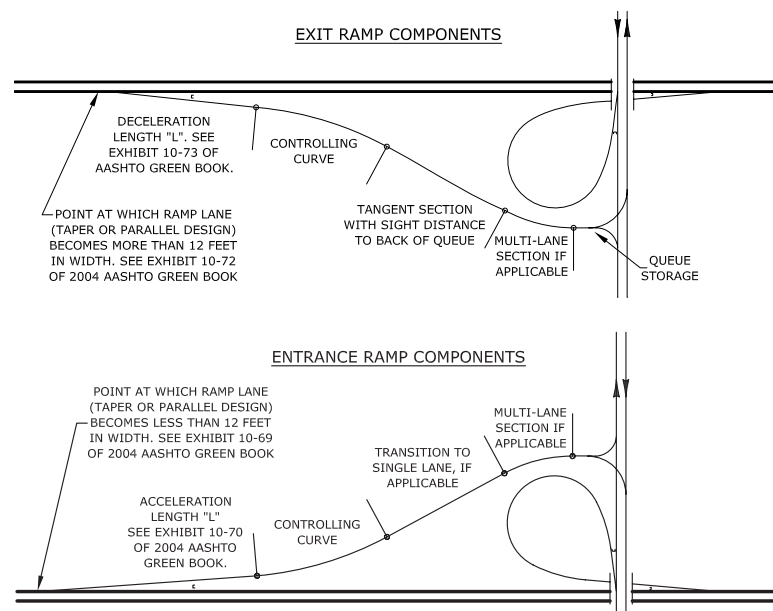 EXIT RAMP COMPONENTS
DECELERATION
LENGTH "L". SEE
EXHIBIT 10-73 OF
AASHTO GREEN BOOK.
CONTROLLING
CURVE
POINT AT WHICH RAMP LANE
(TAPER OR PARALLEL DESIGN)
BECOMES MORE THAN 12 FEET
IN WIDTH. SEE EXHIBIT 10-72
OF 2004 AASHTO GREEN BOOK
TANGENT SECTION
WITH SIGHT DISTANCE
TO BACK OF QUEUE
MULTI-LANE
SECTION IF
APPLICABLE
QUEUE
STORAGE
ENTRANCE RAMP COMPONENTS
POINT AT WHICH RAMP LANE
(TAPER OR PARALLEL DESIGN)
BECOMES LESS THAN 12 FEET
IN WIDTH. SEE EXHIBIT 10-69
OF 2004 AASHTO GREEN BOOK
MULTI-LANE
SECTION IF
APPLICABLE
TRANSITION TO
SINGLE LANE, IF
APPLICABLE
ACCELERATION
LENGTH "L"
SEE EXHIBIT 10-70
OF 2004 AASHTO
GREEN BOOK.
CONTROLLING
CURVE